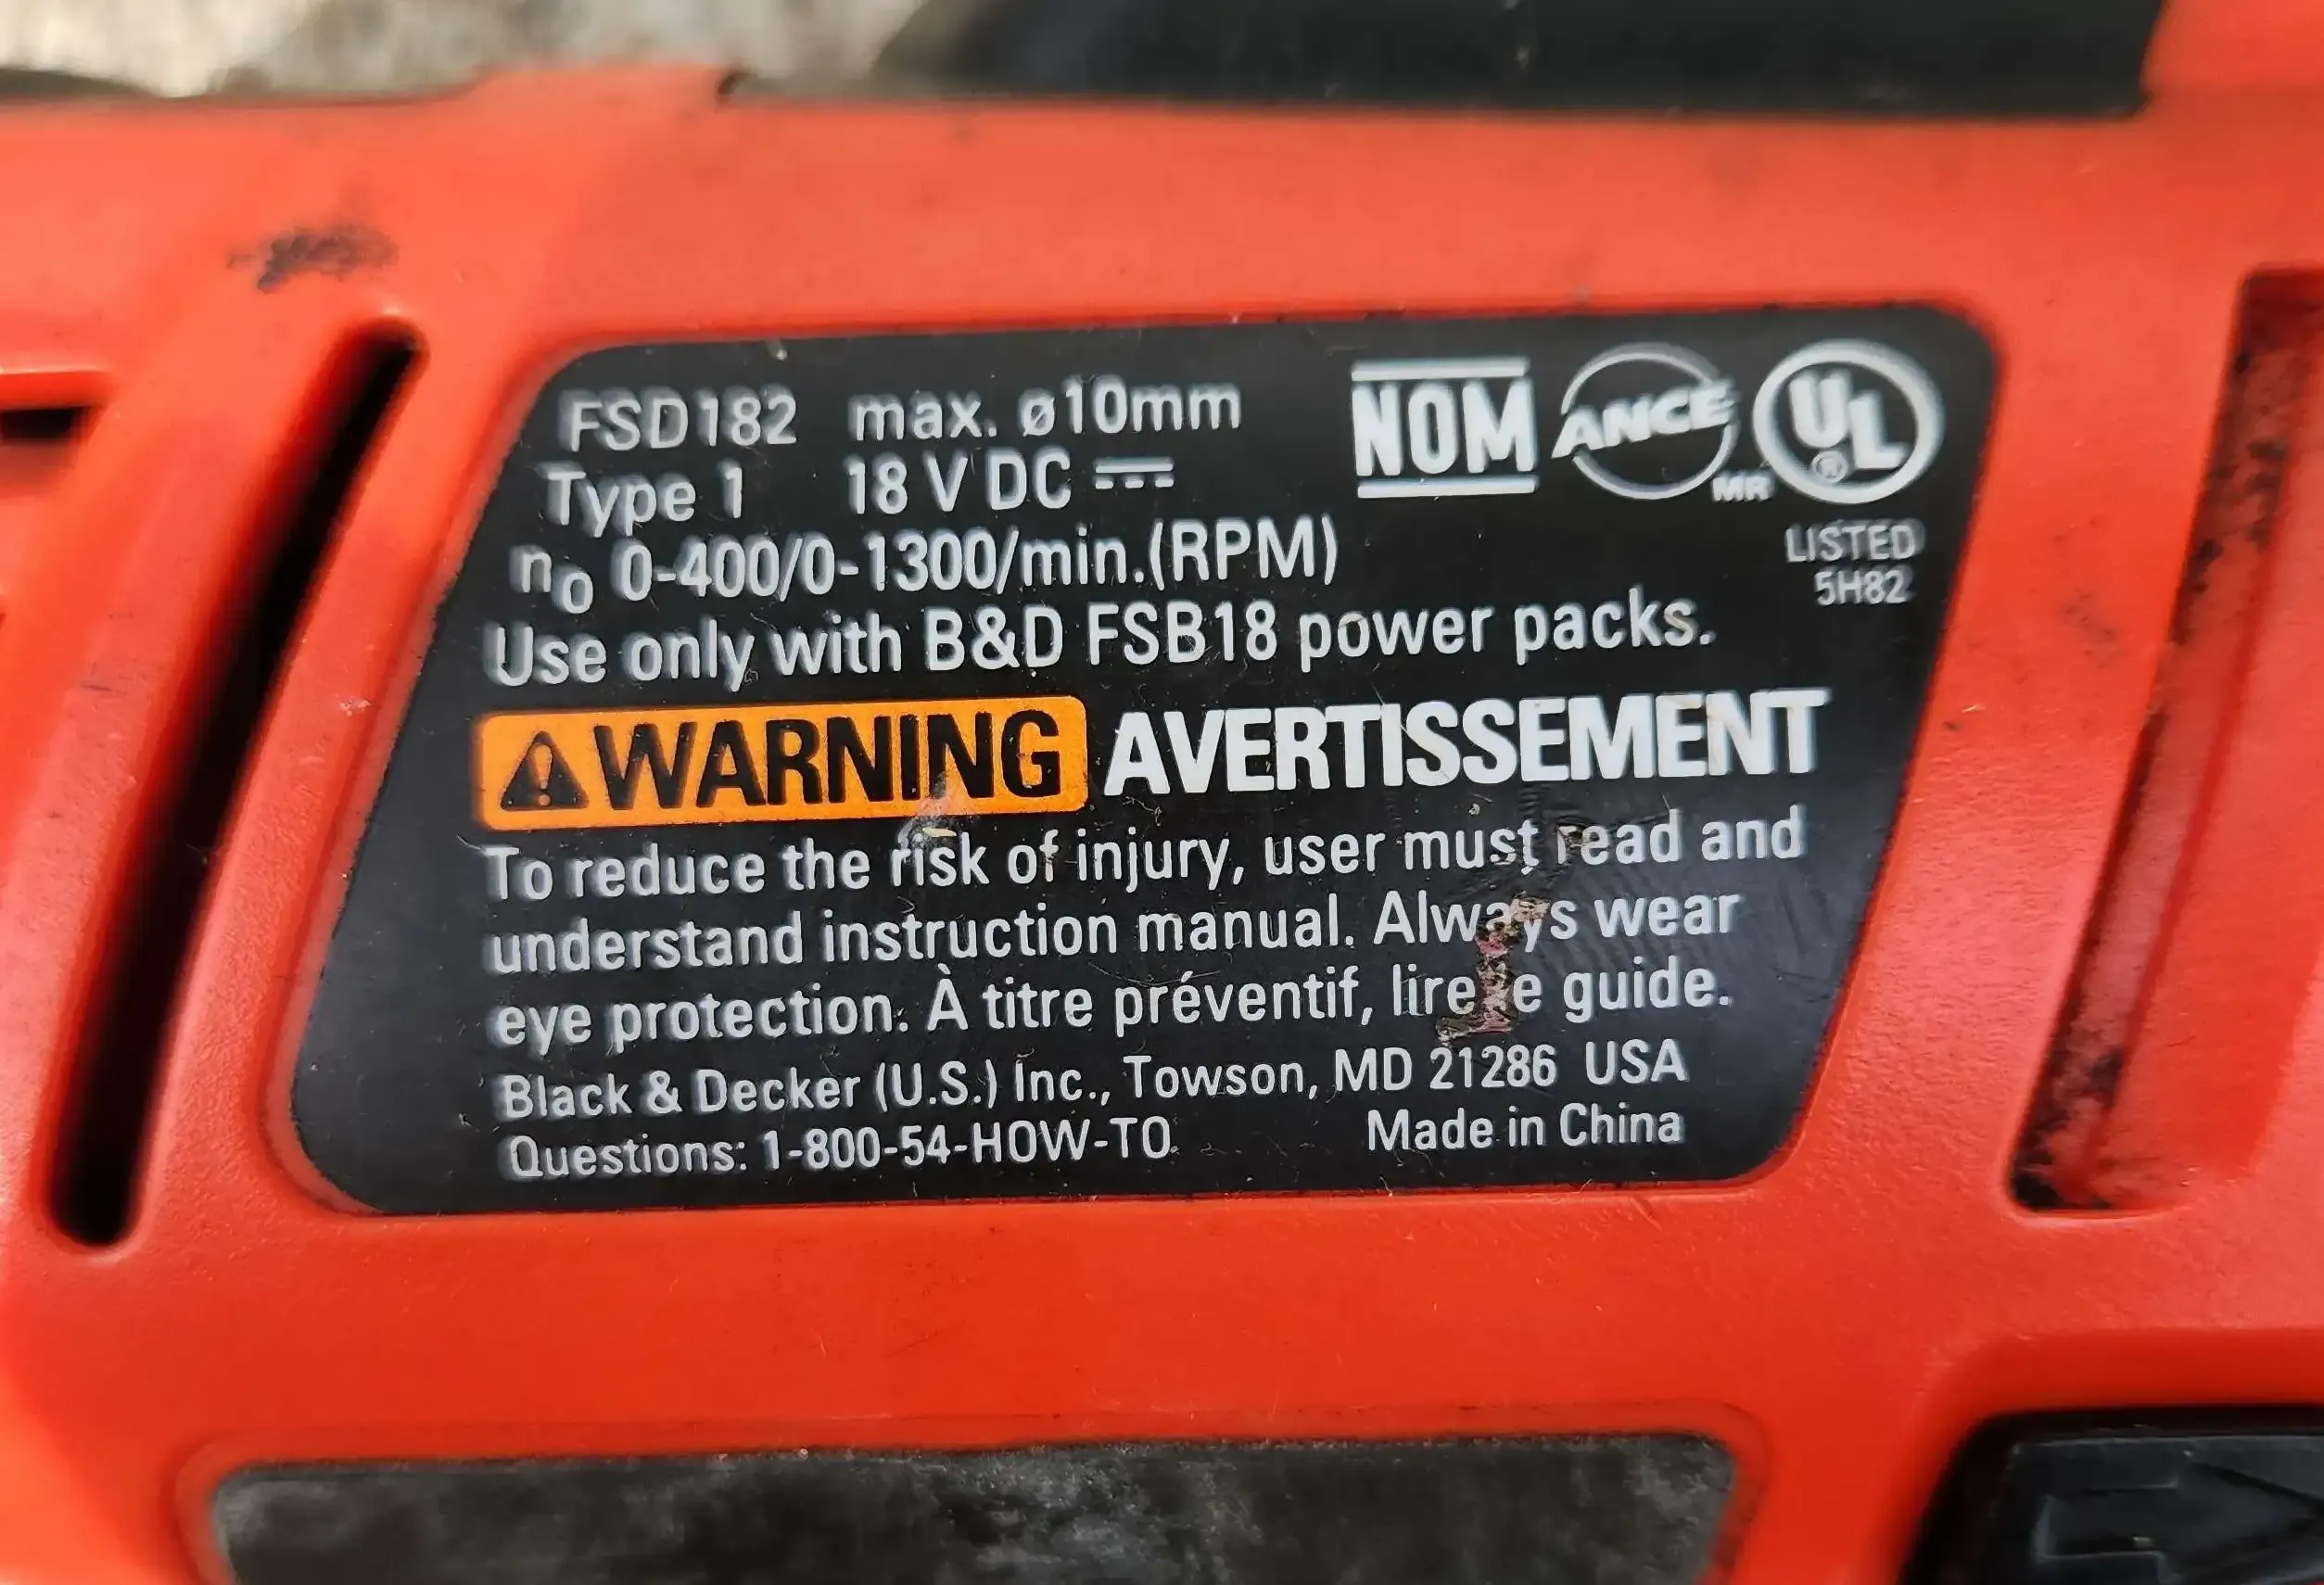 FSD182 max. ø10mm
NOM ANCE MR UL ®
Type 1 18 V DC ⎓
LISTED
5H82
n₀ 0-400/0-1300/min.(RPM)
Use only with B&D FSB18 power packs.
⚠WARNING AVERTISSEMENT
To reduce the risk of injury, user must read and
understand instruction manual. Always wear
eye protection. À titre préventif, lire le guide.
Black & Decker (U.S.) Inc., Towson, MD 21286 USA
Questions: 1-800-54-HOW-TO Made in China